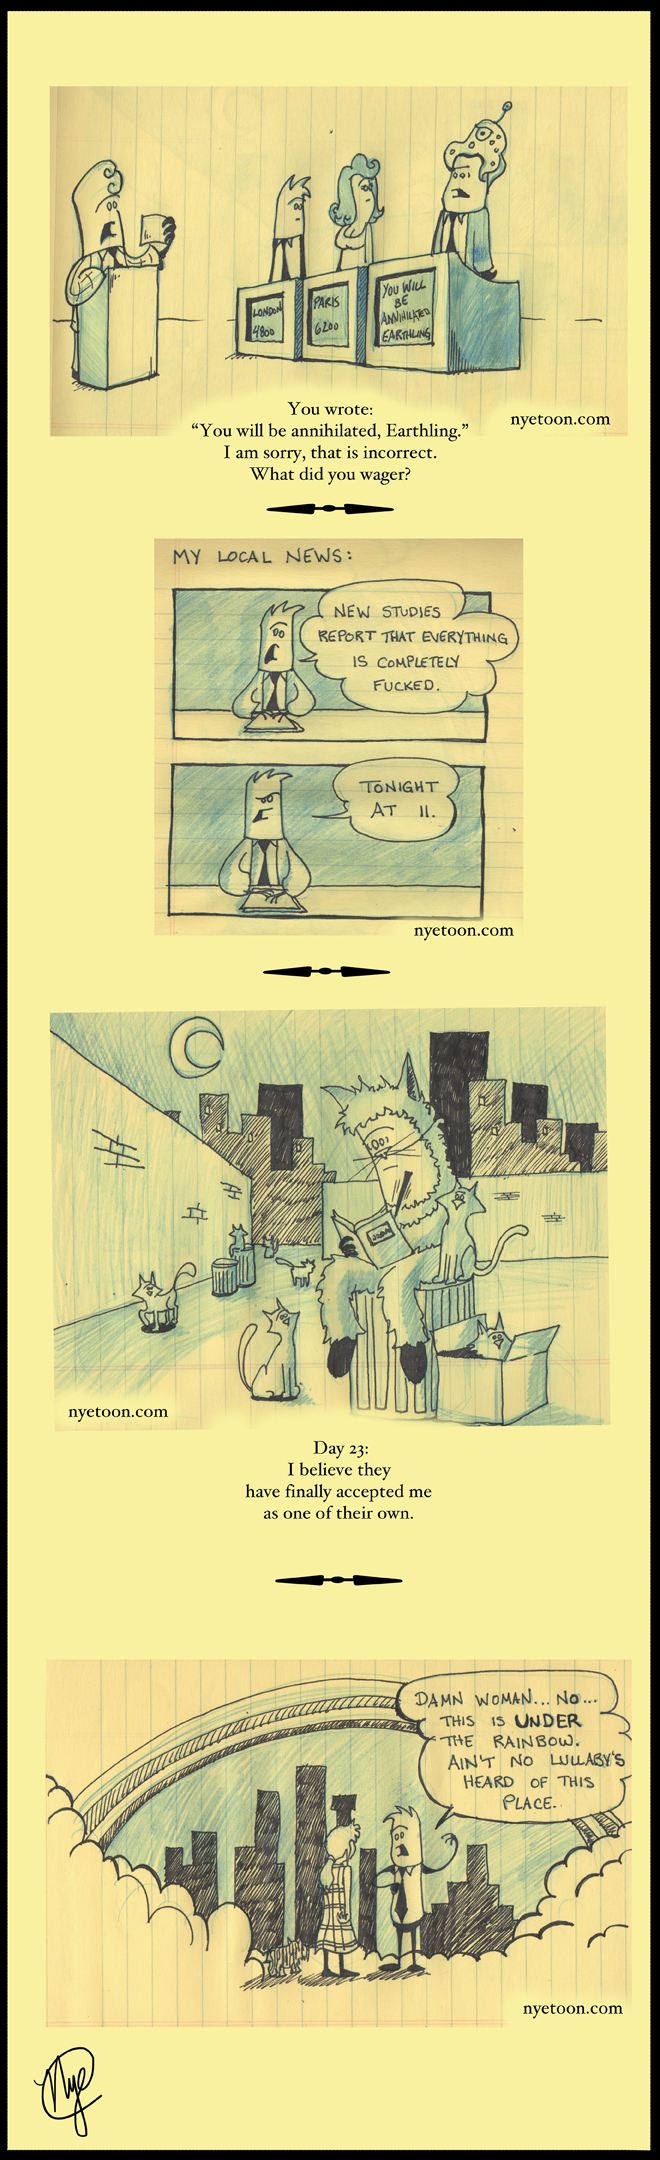 LONDON
4800
PARIS
6200
YOU WILL
BE
ANNIHILATED
EARTHLING
nyetoon.com
You wrote:
“You will be annihilated, Earthling.”
I am sorry, that is incorrect.
What did you wager?
MY LOCAL NEWS:
NEW STUDIES
REPORT THAT EVERYTHING
IS COMPLETELY
FUCKED.
TONIGHT
AT 11.
nyetoon.com
nyetoon.com
Day 23:
I believe they
have finally accepted me
as one of their own.
DAMN WOMAN... NO...
THIS IS UNDER
THE RAINBOW.
AIN'T NO LULLABY'S
HEARD OF THIS
PLACE.
nyetoon.com
Nye